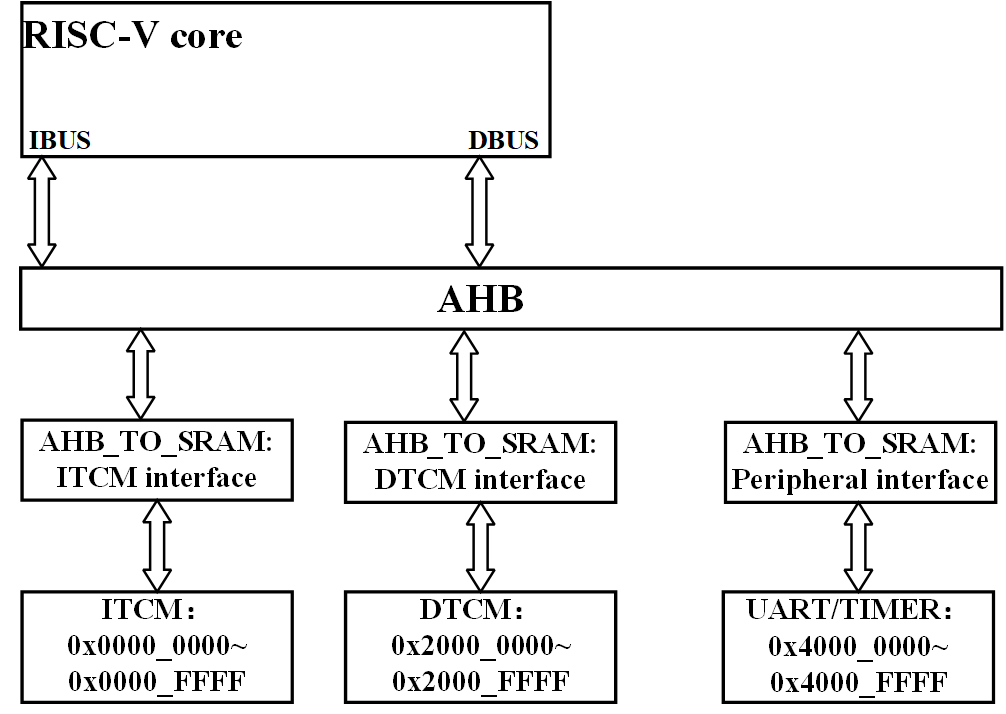 RISC-V core
IBUS
DBUS
AHB
AHB_TO_SRAM:
ITCM interface
AHB_TO_SRAM:
DTCM interface
AHB_TO_SRAM:
Peripheral interface
ITCM：
0x0000_0000~
0x0000_FFFF
DTCM：
0x2000_0000~
0x2000_FFFF
UART/TIMER：
0x4000_0000~
0x4000_FFFF